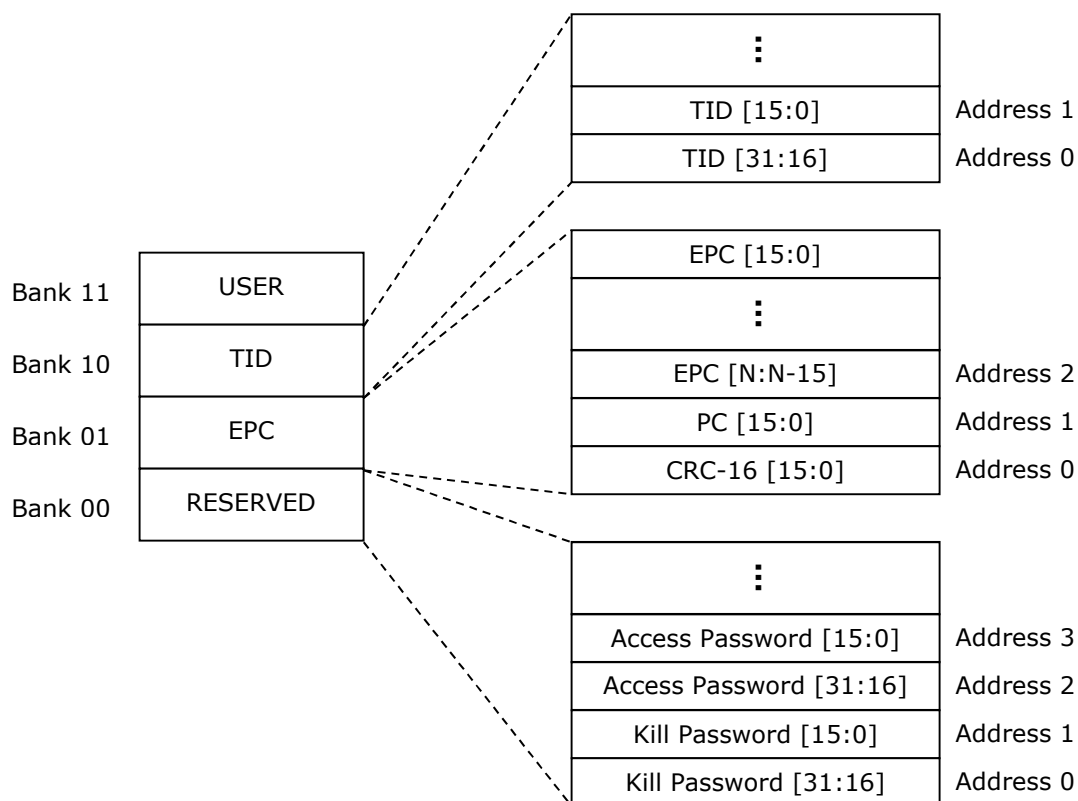 Bank 11
USER
Bank 10
TID
Bank 01
EPC
Bank 00
RESERVED
⋮
TID [15:0] Address 1
TID [31:16] Address 0
EPC [15:0]
⋮
EPC [N:N-15] Address 2
PC [15:0] Address 1
CRC-16 [15:0] Address 0
⋮
Access Password [15:0] Address 3
Access Password [31:16] Address 2
Kill Password [15:0] Address 1
Kill Password [31:16] Address 0